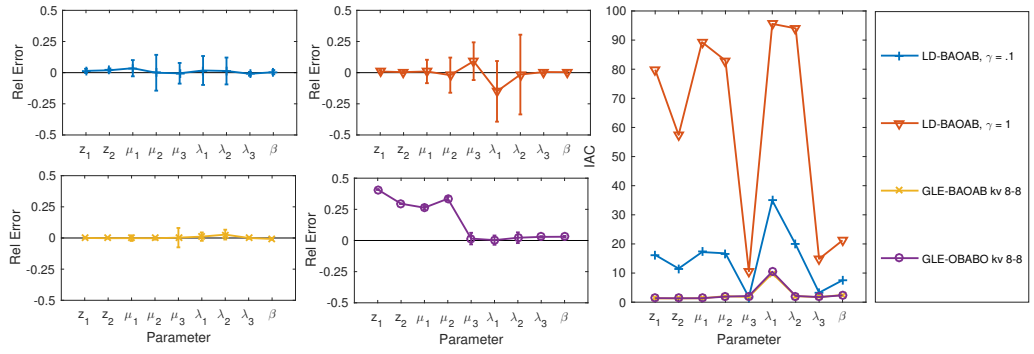 0.5
0.25
0
-0.25
-0.5
Rel Error
z1 z2 μ1 μ2 μ3 λ1 λ2 λ3 β
0.5
0.25
0
-0.25
-0.5
Rel Error
z1 z2 μ1 μ2 μ3 λ1 λ2 λ3 β
0.5
0.25
0
-0.25
-0.5
Rel Error
z1 z2 μ1 μ2 μ3 λ1 λ2 λ3 β
Parameter
0.5
0.25
0
-0.25
0.5
Rel Error
z1 z2 μ1 μ2 μ3 λ1 λ2 λ3 β
Parameter
100
90
80
70
60
50
40
30
20
10
0
IAC
z1 z2 μ1 μ2 μ3 λ1 λ2 λ3 β
Parameter
LD-BAOAB, γ = .1
LD-BAOAB, γ = 1
GLE-BAOAB kv 8-8
GLE-OBABO kv 8-8